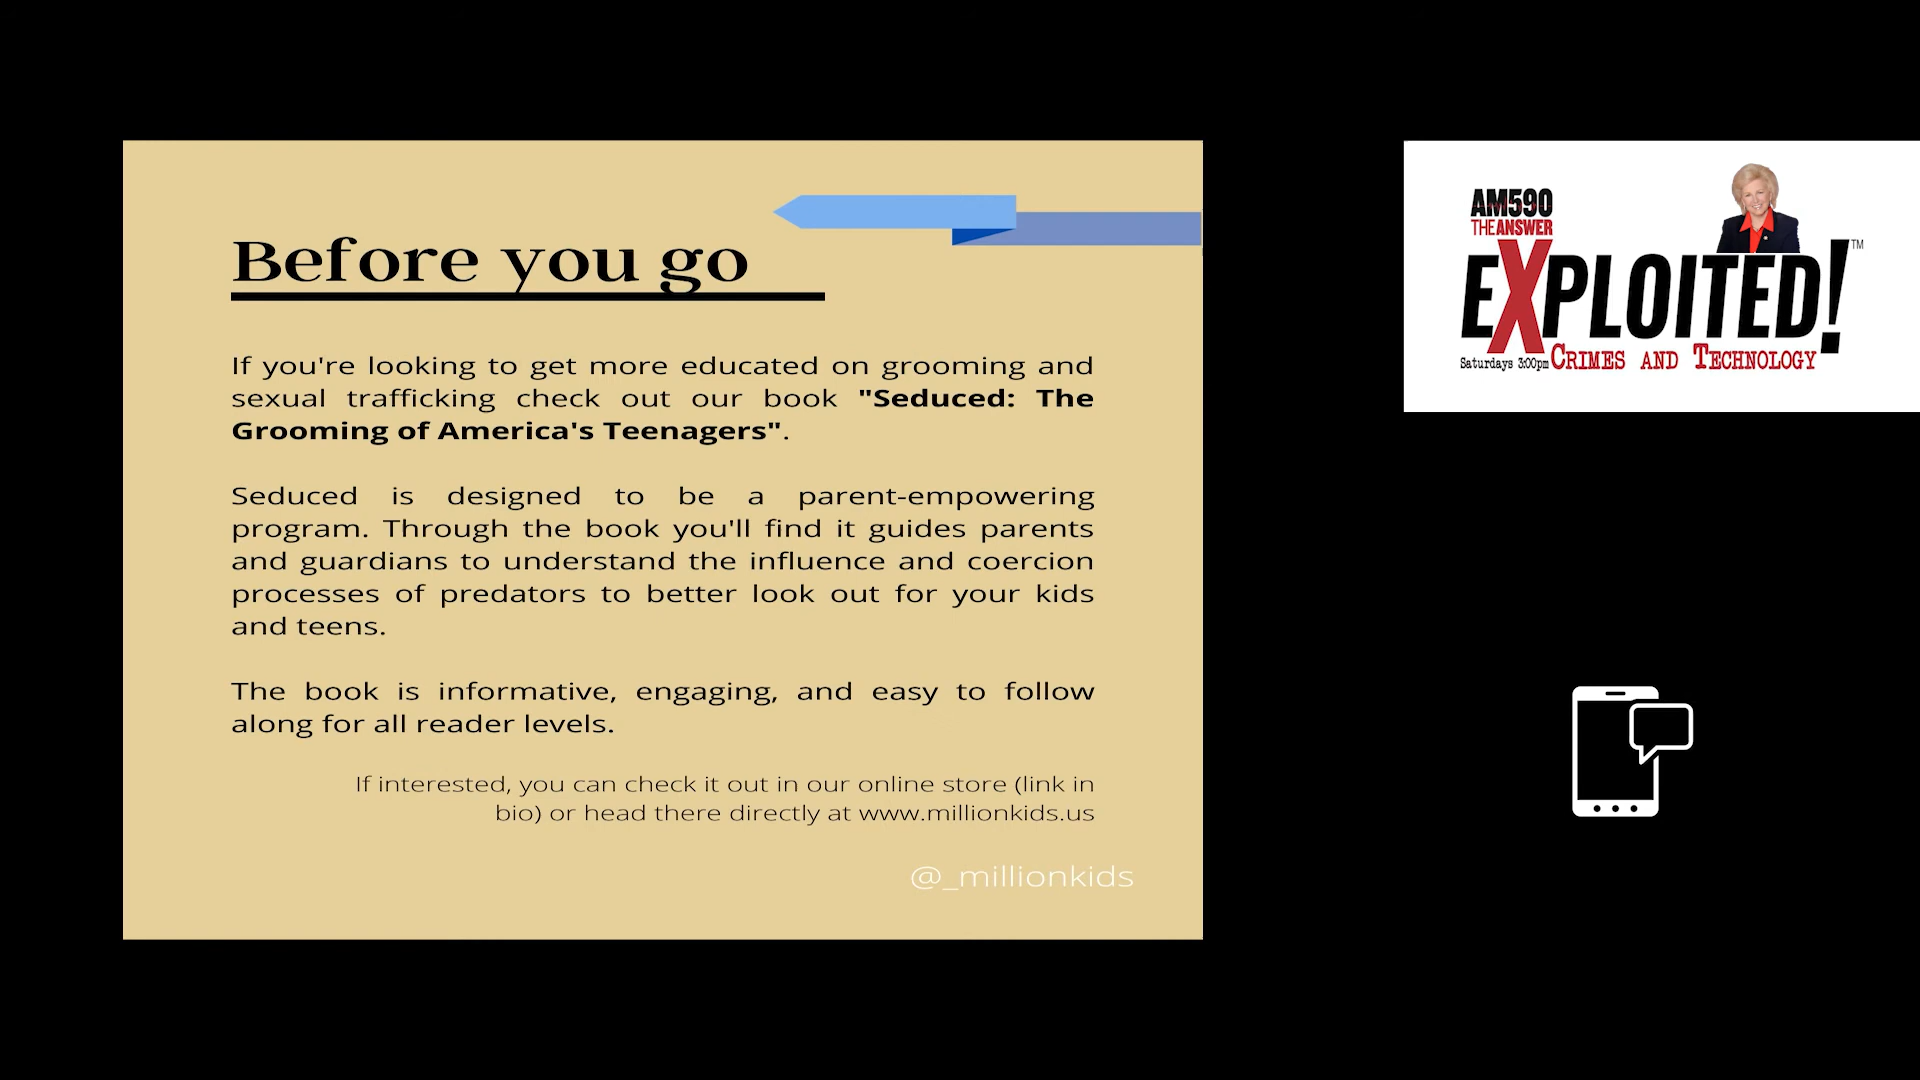 Before you go
If you're looking to get more educated on grooming and
sexual trafficking check out our book "Seduced: The
Grooming of America's Teenagers".
Seduced is designed to be a parent-empowering
program. Through the book you'll find it guides parents
and guardians to understand the influence and coercion
processes of predators to better look out for your kids
and teens.
The book is informative, engaging, and easy to follow
along for all reader levels.
If interested, you can check it out in our online store (link in
bio) or head there directly at www.millionkids.us
@_millionkids
AM590
THE ANSWER
EXPLOITED!™
Saturdays 3:00pm CRIMES AND TECHNOLOGY